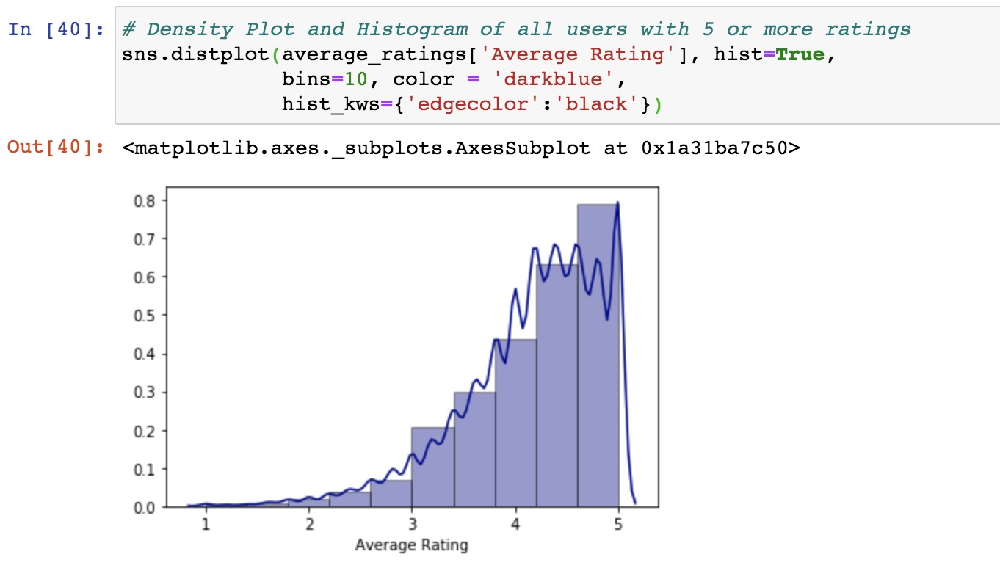 In [40]: # Density Plot and Histogram of all users with 5 or more ratings
sns.distplot(average_ratings['Average Rating'], hist=True,
bins=10, color = 'darkblue',
hist_kws={'edgecolor':'black'})
Out[40]: <matplotlib.axes._subplots.AxesSubplot at 0x1a31ba7c50>
0.8
0.7
0.6
0.5
0.4
0.3
0.2
0.1
0.0
1 2 3 4 5
Average Rating